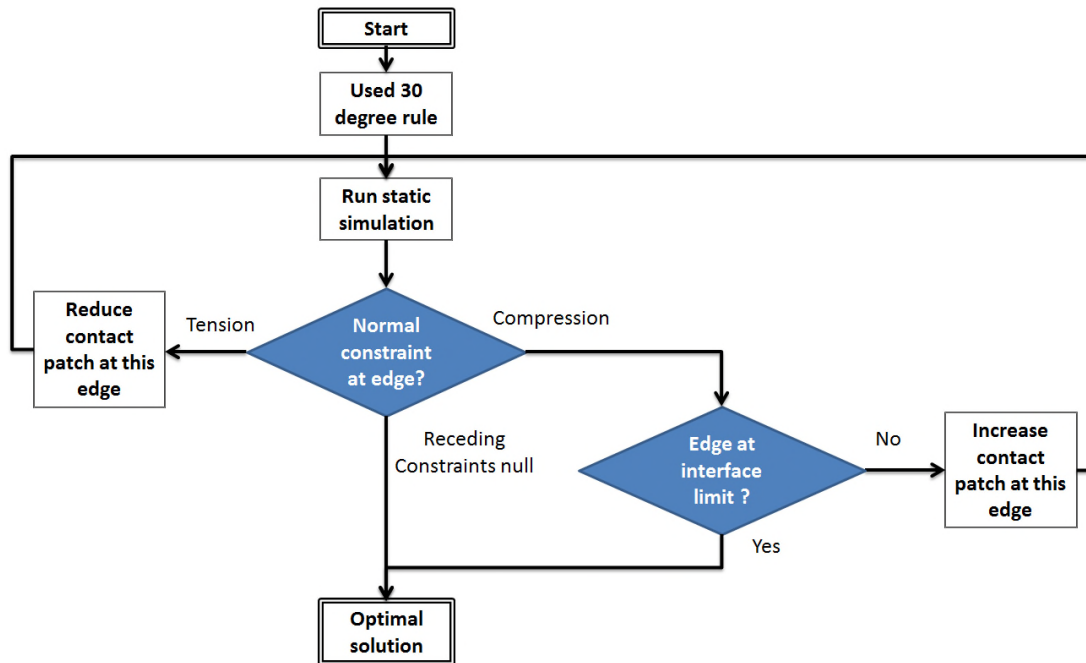 Start
Used 30
degree rule
Run static
simulation
Reduce
contact
patch at this
edge
Tension
Normal
constraint
at edge?
Compression
Receding
Constraints null
Edge at
interface
limit ?
No
Increase
contact
patch at this
edge
Yes
Optimal
solution